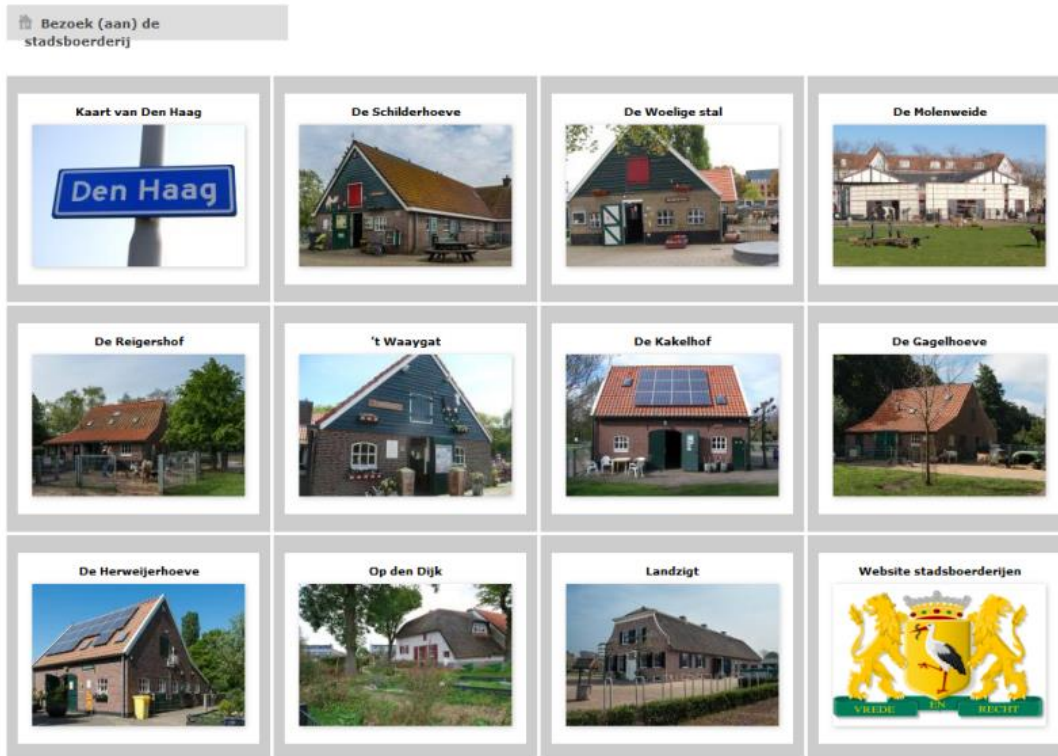 Bezoek (aan) de
stadsboerderij
Kaart van Den Haag
De Schilderhoeve
De Woelige stal
De Molenweide
Den Haag
De Reigershof
't Waaygat
De Kakelhof
De Gagelhoeve
De Herweijerhoeve
Op den Dijk
Landzigt
Website stadsboerderijen
VREDE EN RECHT